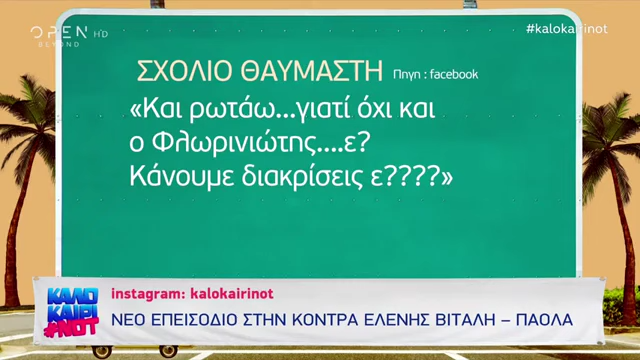 OPEN HD
BEYOND
#kalokairinot
ΣΧΟΛΙΟ ΘΑΥΜΑΣΤΗ Πηγη : facebook
«Και ρωτάω...γιατί όχι και
ο Φλωρινιώτης....ε?
Κάνουμε διακρίσεις ε????»
ΚΑΛΟ
ΚΑΙΡΙ
#NOT
instagram: kalokairinot
ΝΕΟ ΕΠΕΙΣΟΔΙΟ ΣΤΗΝ ΚΟΝΤΡΑ ΕΛΕΝΗΣ ΒΙΤΑΛΗ – ΠΑΟΛΑ